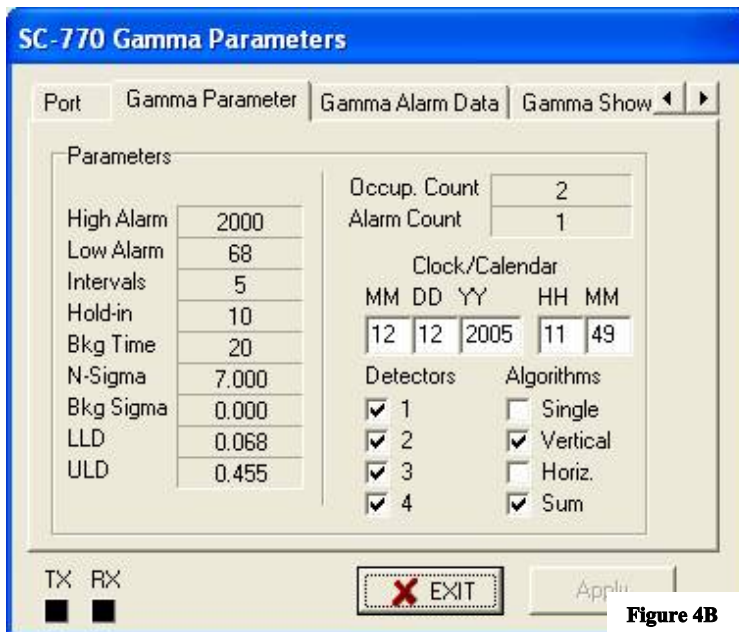 SC-770 Gamma Parameters
Port Gamma Parameter Gamma Alarm Data Gamma Show
Parameters
High Alarm 2000
Low Alarm 68
Intervals 5
Hold-in 10
Bkg Time 20
N-Sigma 7.000
Bkg Sigma 0.000
LLD 0.068
ULD 0.455
Occup. Count 2
Alarm Count 1
Clock/Calendar
MM DD YY HH MM
12 12 2005 11 49
Detectors Algorithms
1 Single
2 Vertical
3 Horiz.
4 Sum
TX RX
EXIT Apply
Figure 4B